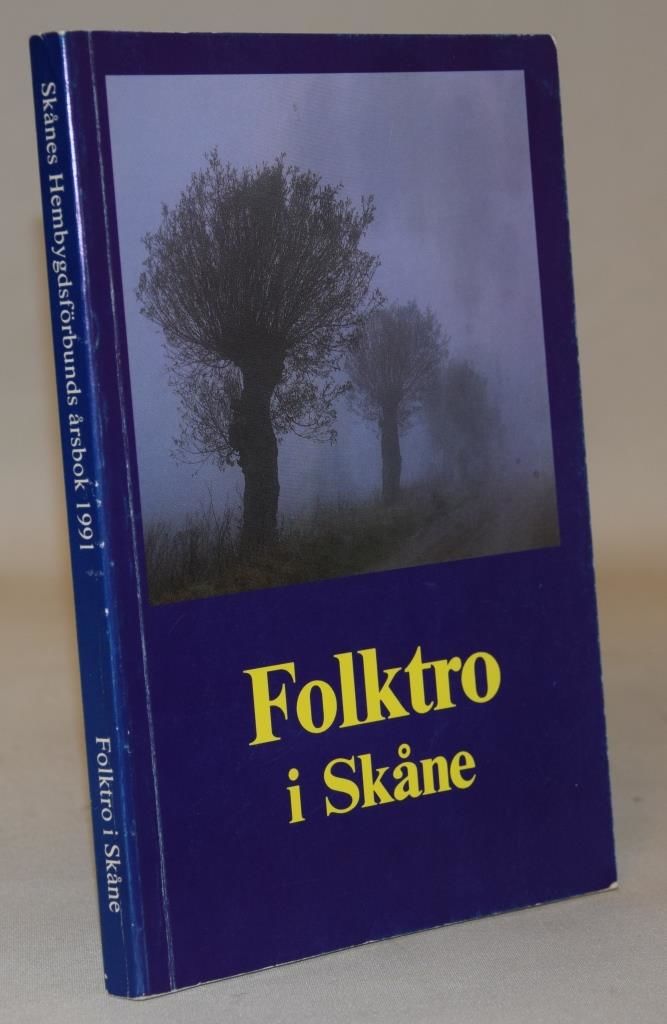 Skånes Hembygdsförbunds årsbok 1991
Folktro i Skåne
Folktro
i Skåne